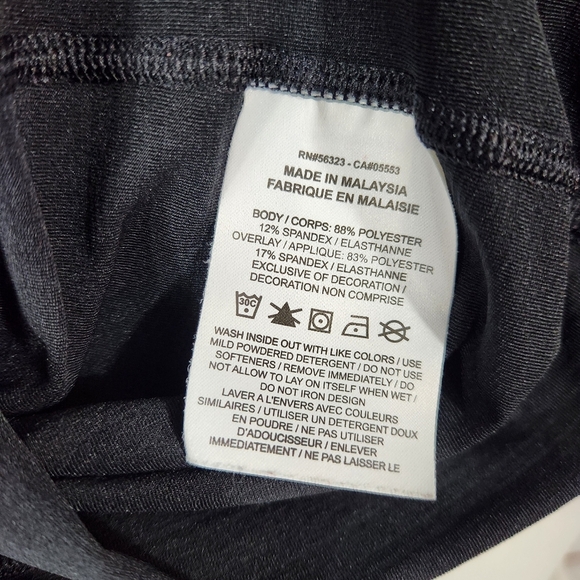 RN#56323 - CA#05553
MADE IN MALAYSIA
FABRIQUE EN MALAISIE
BODY / CORPS: 88% POLYESTER
12% SPANDEX / ELASTHANNE
OVERLAY / APPLIQUE: 83% POLYESTER
17% SPANDEX / ELASTHANNE
EXCLUSIVE OF DECORATION /
DECORATION NON COMPRISE
30C
WASH INSIDE OUT WITH LIKE COLORS / USE
MILD POWDERED DETERGENT / DO NOT USE
SOFTENERS / REMOVE IMMEDIATELY / DO
NOT ALLOW TO LAY ON ITSELF WHEN WET /
DO NOT IRON DESIGN
LAVER A L'ENVERS AVEC COULEURS
SIMILAIRES / UTILISER UN DETERGENT DOUX
EN POUDRE / NE PAS UTILISER
D'ADOUCISEUR / ENLEVER
IMMEDIATEMENT / NE PAS LAISSER LE